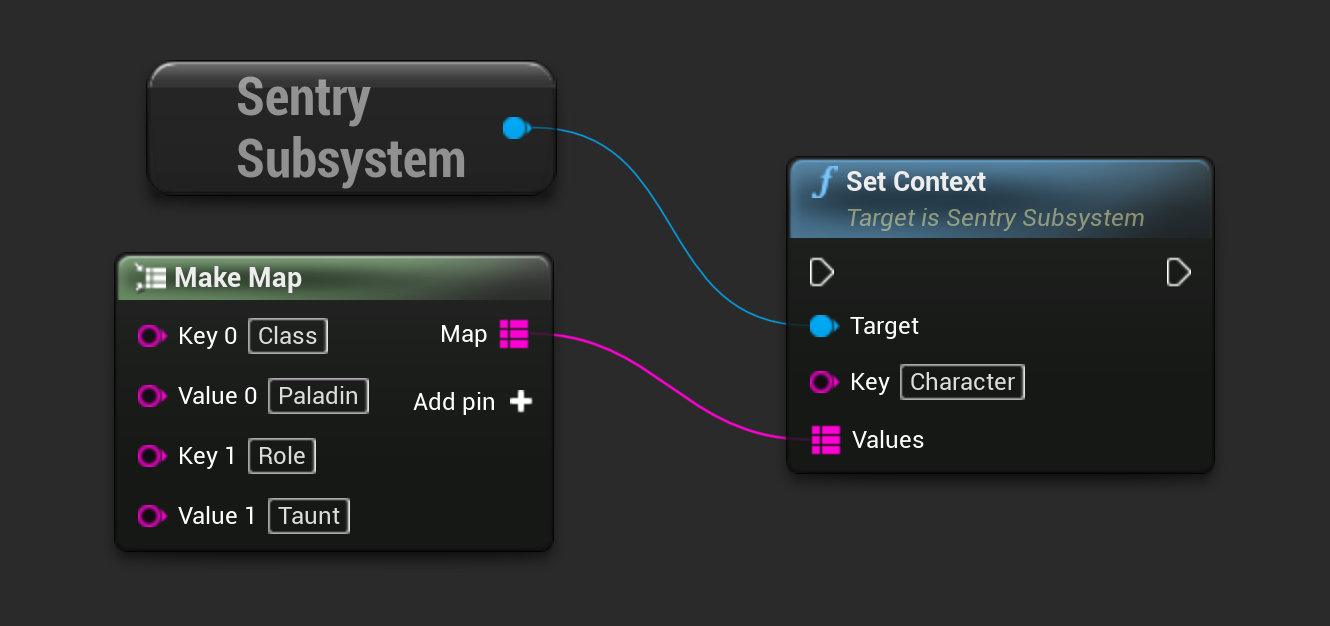 Sentry
Subsystem
Make Map
Key 0 Class
Map
Value 0 Paladin
Add pin
Key 1 Role
Value 1 Taunt
f Set Context
Target is Sentry Subsystem
Target
Key Character
Values